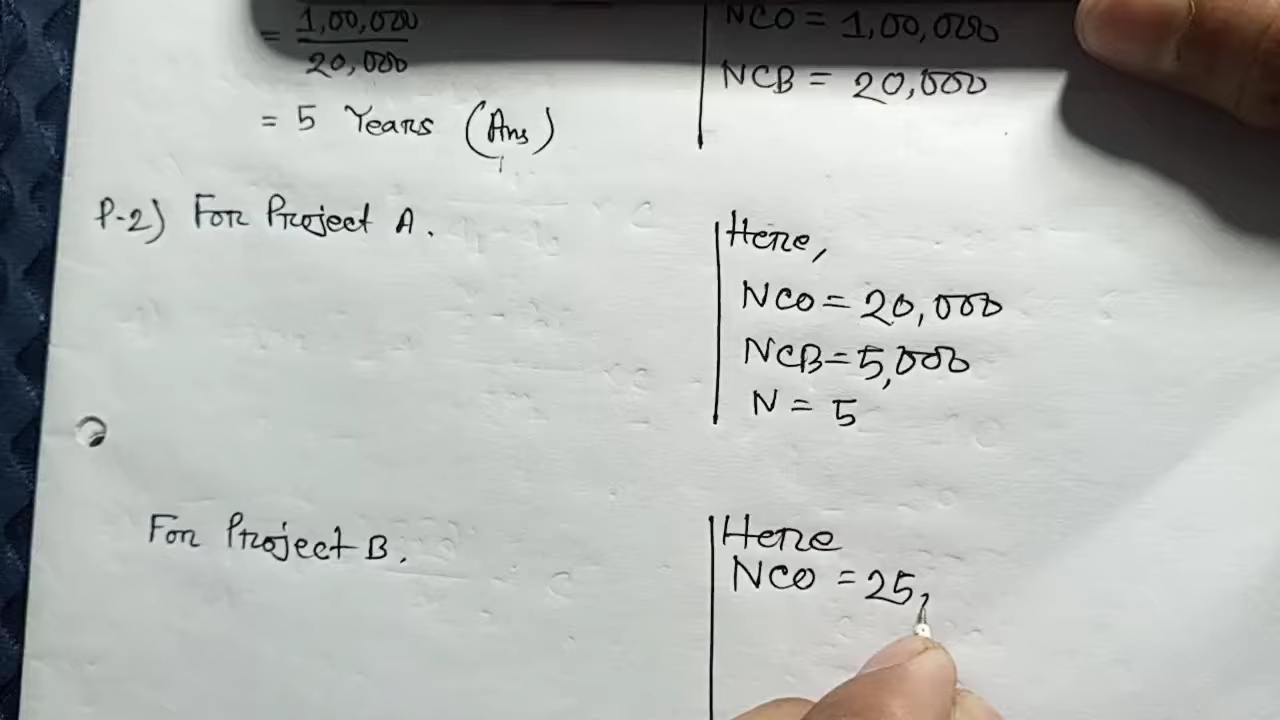 = 1,00,000
20,000
= 5 Years (Ans)
NCO = 1,00,000
NCB = 20,000
P-2) For Project A.
Here,
NCO = 20,000
NCB = 5,000
N = 5
For Project B.
Here
NCO = 25,